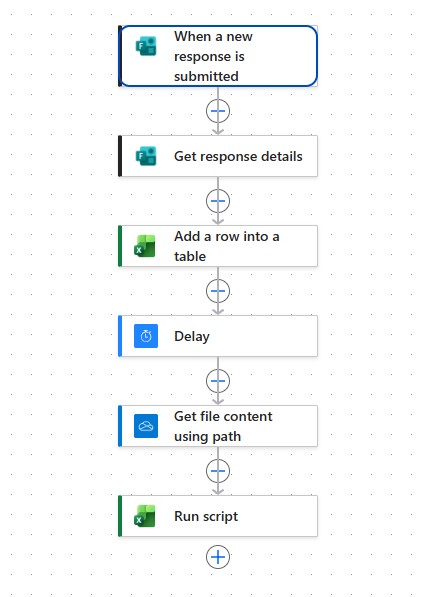 When a new
response is
submitted
Get response details
Add a row into a
table
Delay
Get file content
using path
Run script